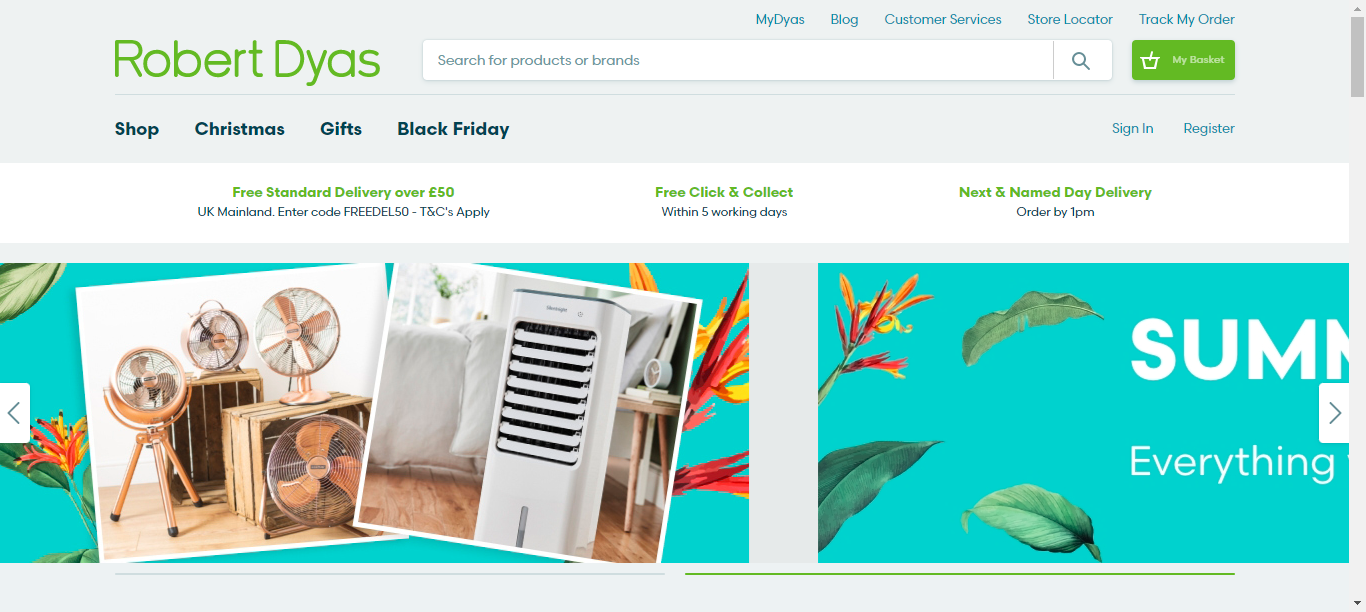 MyDyas Blog Customer Services Store Locator Track My Order
Robert Dyas
Search for products or brands
My Basket
Shop Christmas Gifts Black Friday
Sign In Register
Free Standard Delivery over £50
UK Mainland. Enter code FREEDEL50 - T&C's Apply
Free Click & Collect
Within 5 working days
Next & Named Day Delivery
Order by 1pm
SUMM
Everything